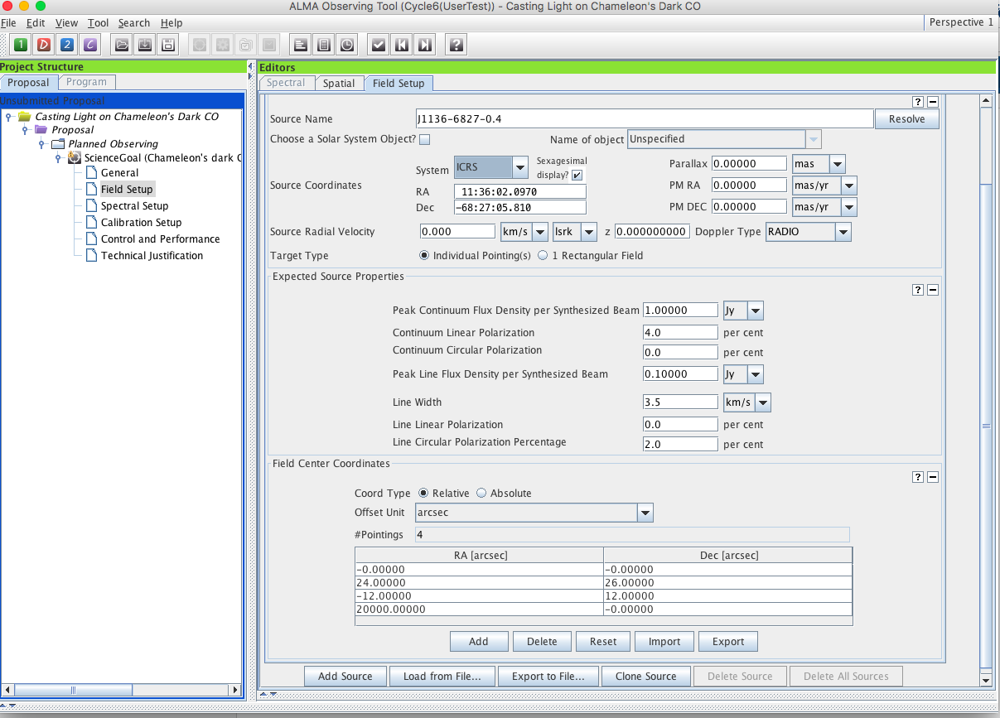 ALMA Observing Tool (Cycle6(UserTest)) - Casting Light on Chameleon's Dark CO
File Edit View Tool Search Help
Perspective 1
1 D 2 C ?
Project Structure
Proposal Program
Unsubmitted Proposal
Casting Light on Chameleon's Dark CO
Proposal
Planned Observing
ScienceGoal (Chameleon's dark C
General
Field Setup
Spectral Setup
Calibration Setup
Control and Performance
Technical Justification
Editors
Spectral Spatial Field Setup
?
Source Name J1136-6827-0.4 Resolve
Choose a Solar System Object? Name of object Unspecified
Source Coordinates
System ICRS Sexagesimal display?
RA 11:36:02.0970
Dec -68:27:05.810
Parallax 0.00000 mas
PM RA 0.00000 mas/yr
PM DEC 0.00000 mas/yr
Source Radial Velocity 0.000 km/s lsrk z 0.000000000 Doppler Type RADIO
Target Type Individual Pointing(s) 1 Rectangular Field
Expected Source Properties
?
Peak Continuum Flux Density per Synthesized Beam 1.00000 Jy
Continuum Linear Polarization 4.0 per cent
Continuum Circular Polarization 0.0 per cent
Peak Line Flux Density per Synthesized Beam 0.10000 Jy
Line Width 3.5 km/s
Line Linear Polarization 0.0 per cent
Line Circular Polarization Percentage 2.0 per cent
Field Center Coordinates
?
Coord Type Relative Absolute
Offset Unit arcsec
#Pointings 4
RA [arcsec] Dec [arcsec]
-0.00000 -0.00000
24.00000 26.00000
-12.00000 12.00000
20000.00000 -0.00000
Add Delete Reset Import Export
Add Source Load from File... Export to File... Clone Source Delete Source Delete All Sources